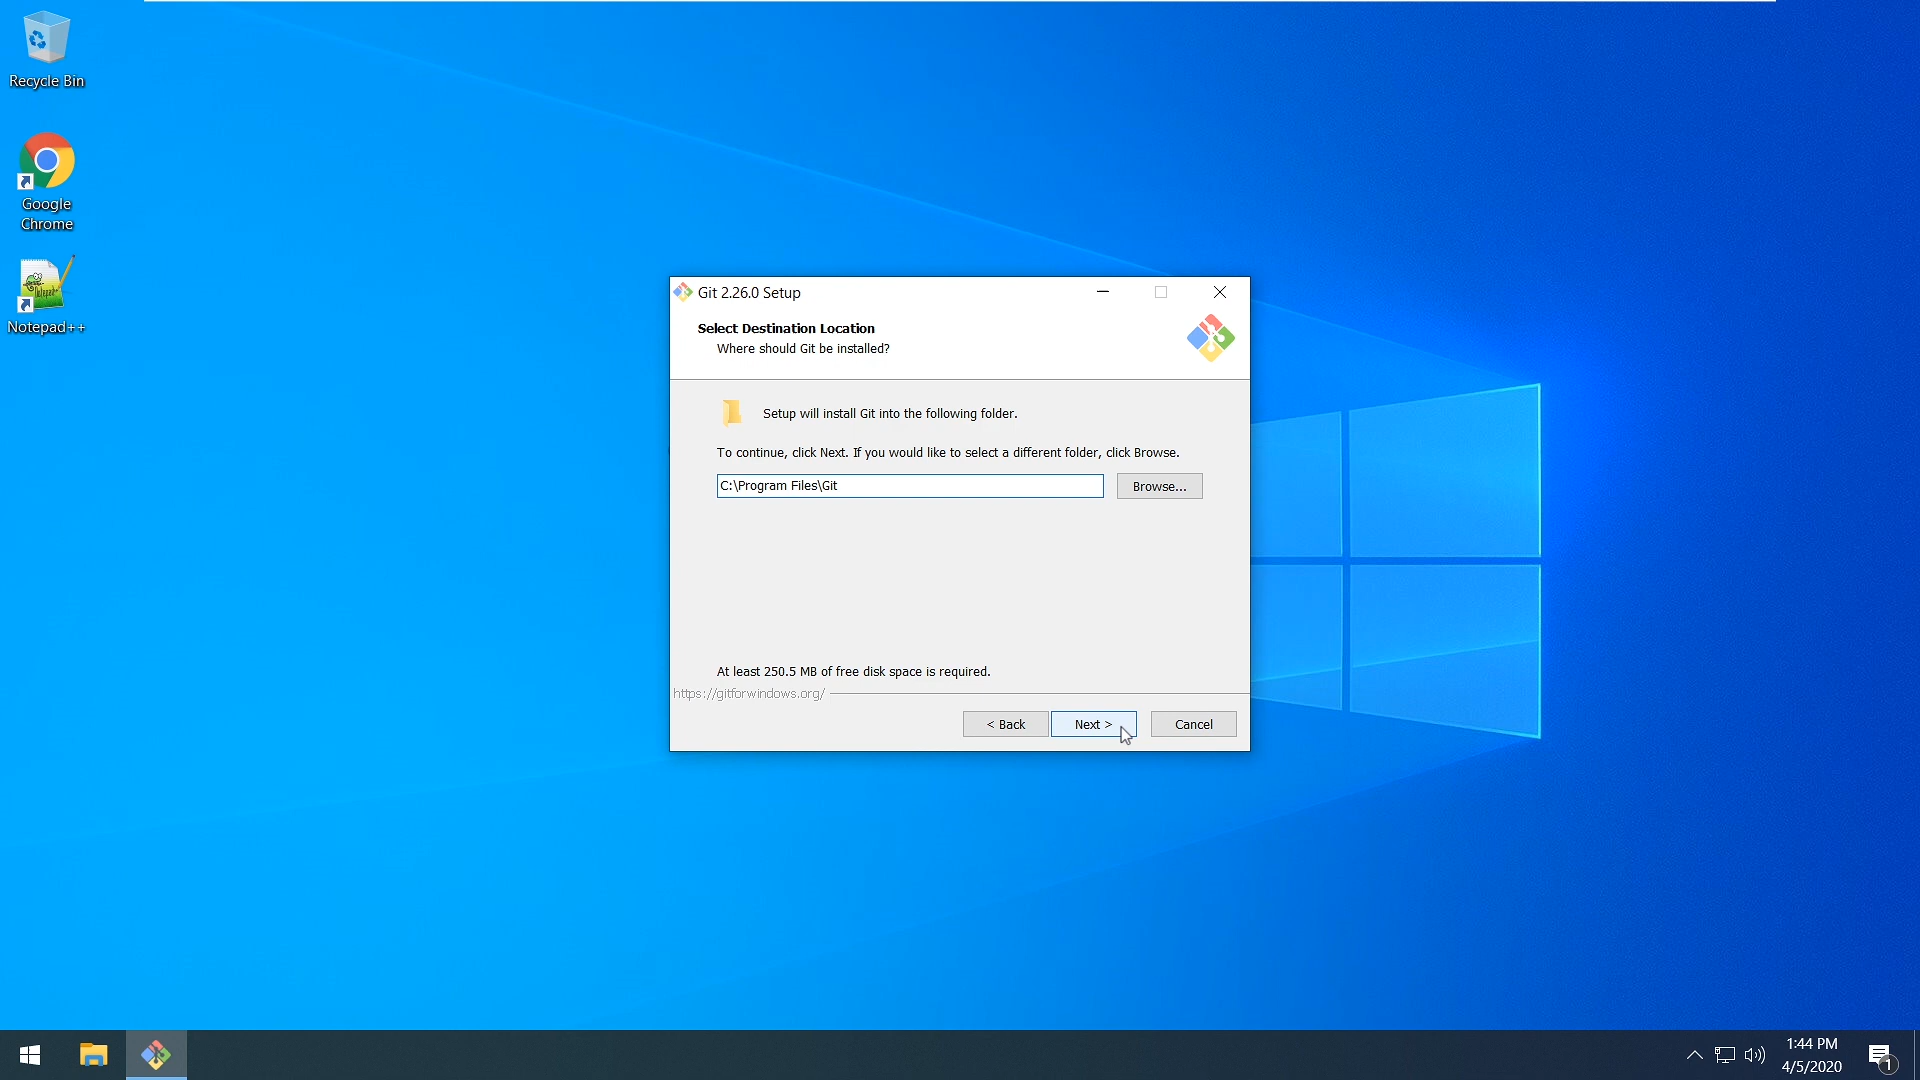 Recycle Bin
Google
Chrome
Notepad++
Git 2.26.0 Setup
Select Destination Location
Where should Git be installed?
Setup will install Git into the following folder.
To continue, click Next. If you would like to select a different folder, click Browse.
C:\Program Files\Git
Browse...
At least 250.5 MB of free disk space is required.
https://gitforwindows.org/
< Back
Next >
Cancel
1:44 PM
4/5/2020
1